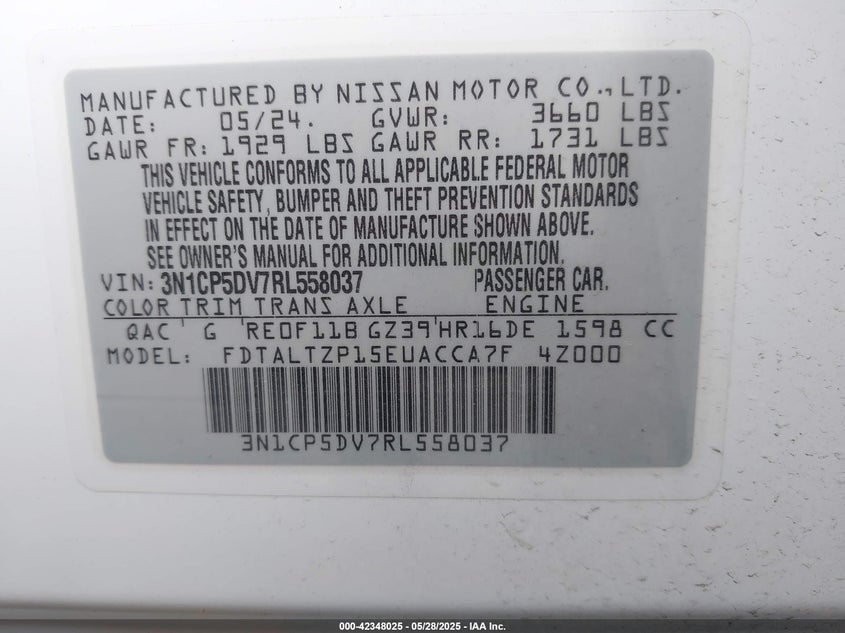 MANUFACTURED BY NISSAN MOTOR CO.,LTD.
DATE: 05/24. GVWR: 3660 LBS
GAWR FR: 1929 LBS GAWR RR: 1731 LBS
THIS VEHICLE CONFORMS TO ALL APPLICABLE FEDERAL MOTOR
VEHICLE SAFETY, BUMPER AND THEFT PREVENTION STANDARDS
IN EFFECT ON THE DATE OF MANUFACTURE SHOWN ABOVE.
SEE OWNER'S MANUAL FOR ADDITIONAL INFORMATION.
VIN: 3N1CP5DV7RL558037 PASSENGER CAR.
COLOR TRIM TRANS AXLE ENGINE
QAC G RE0F11B GZ39 HR16DE 1598 CC
MODEL: FDTALTZP15EUACCA7F 4Z000
3N1CP5DV7RL558037
000-42348025 - 05/28/2025 - IAA Inc.